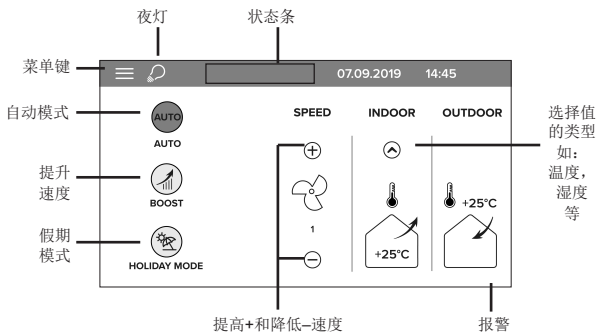 夜灯
状态条
菜单键
07.09.2019 14:45
自动模式
AUTO
AUTO
SPEED
INDOOR
OUTDOOR
选择值
的类型
如:
温度,
湿度
等
提升
速度
BOOST
+25°C
1
假期
模式
HOLIDAY MODE
+25°C
提高+和降低–速度
报警